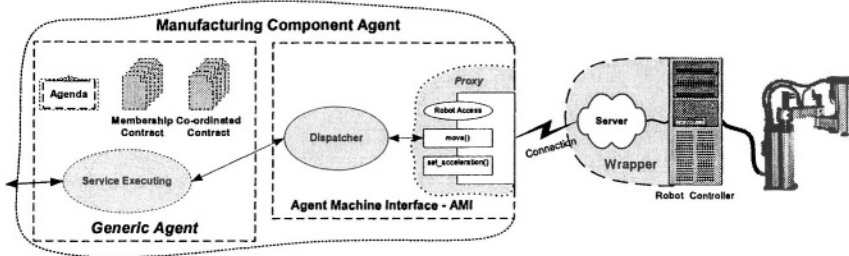 Manufacturing Component Agent
Agenda
Membership Contract
Co-ordinated Contract
Service Executing
Generic Agent
Dispatcher
Proxy
Robot Access
move()
set_acceleration()
Agent Machine Interface - AMI
Connection
Server
Wrapper
Robot Controller